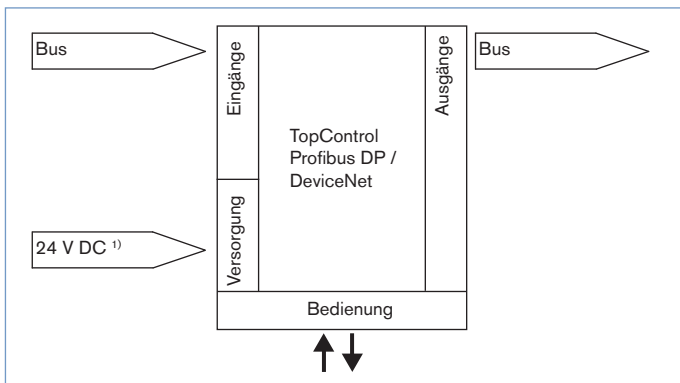 Bus
Eingänge
TopControl
Profibus DP /
DeviceNet
Ausgänge
Bus
24 V DC ¹⁾
Versorgung
Bedienung